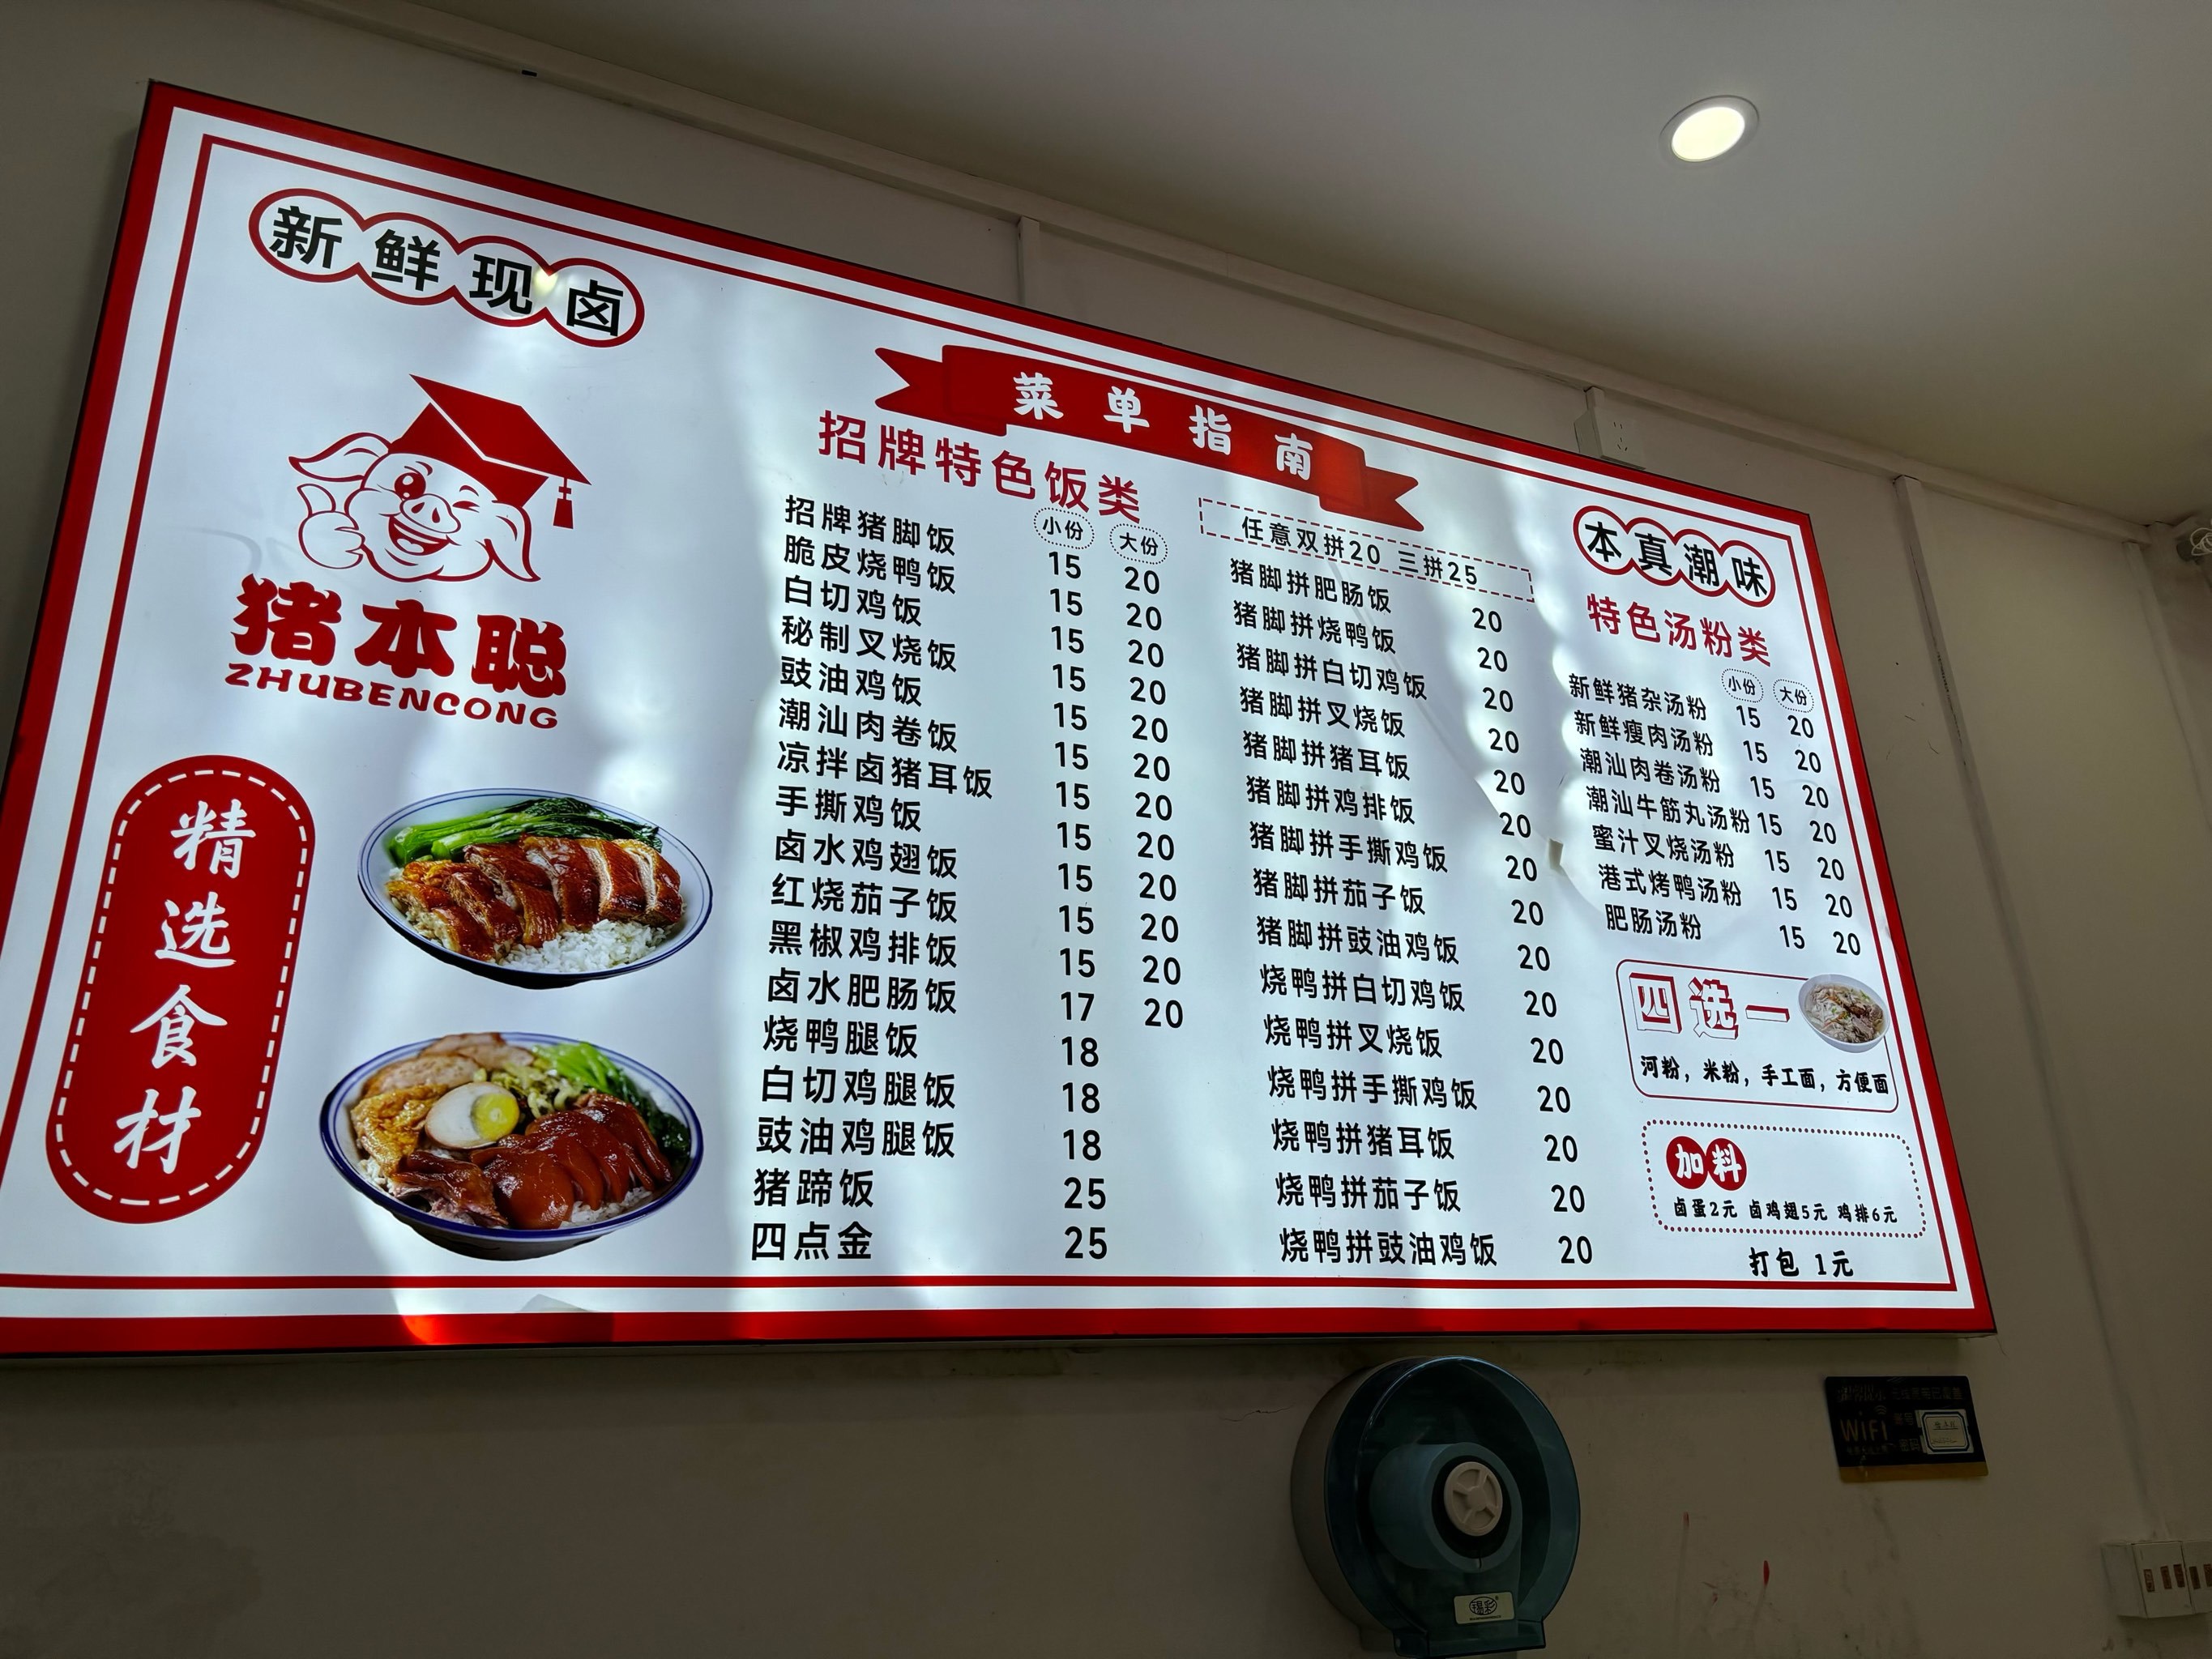 新鲜现卤
猪本聪
ZHUBENCONG
精选食材
菜单指南
招牌特色饭类
小份 大份
招牌猪脚饭 15 20
脆皮烧鸭饭 15 20
白切鸡饭 15 20
秘制叉烧饭 15 20
豉油鸡饭 15 20
潮汕肉卷饭 15 20
凉拌卤猪耳饭 15 20
手撕鸡饭 15 20
卤水鸡翅饭 15 20
红烧茄子饭 15 20
黑椒鸡排饭 15 20
卤水肥肠饭 17 20
烧鸭腿饭 18
白切鸡腿饭 18
豉油鸡腿饭 18
猪蹄饭 25
四点金 25
任意双拼20 三拼25
猪脚拼肥肠饭 20
猪脚拼烧鸭饭 20
猪脚拼白切鸡饭 20
猪脚拼叉烧饭 20
猪脚拼猪耳饭 20
猪脚拼鸡排饭 20
猪脚拼手撕鸡饭 20
猪脚拼茄子饭 20
猪脚拼豉油鸡饭 20
烧鸭拼白切鸡饭 20
烧鸭拼叉烧饭 20
烧鸭拼手撕鸡饭 20
烧鸭拼猪耳饭 20
烧鸭拼茄子饭 20
烧鸭拼豉油鸡饭 20
本真潮味
特色汤粉类
小份 大份
新鲜猪杂汤粉 15 20
新鲜瘦肉汤粉 15 20
潮汕肉卷汤粉 15 20
潮汕牛筋丸汤粉 15 20
蜜汁叉烧汤粉 15 20
港式烤鸭汤粉 15 20
肥肠汤粉 15 20
四选一
河粉，米粉，手工面，方便面
加料
卤蛋2元 卤鸡翅5元 鸡排6元
打包 1元
WiFi